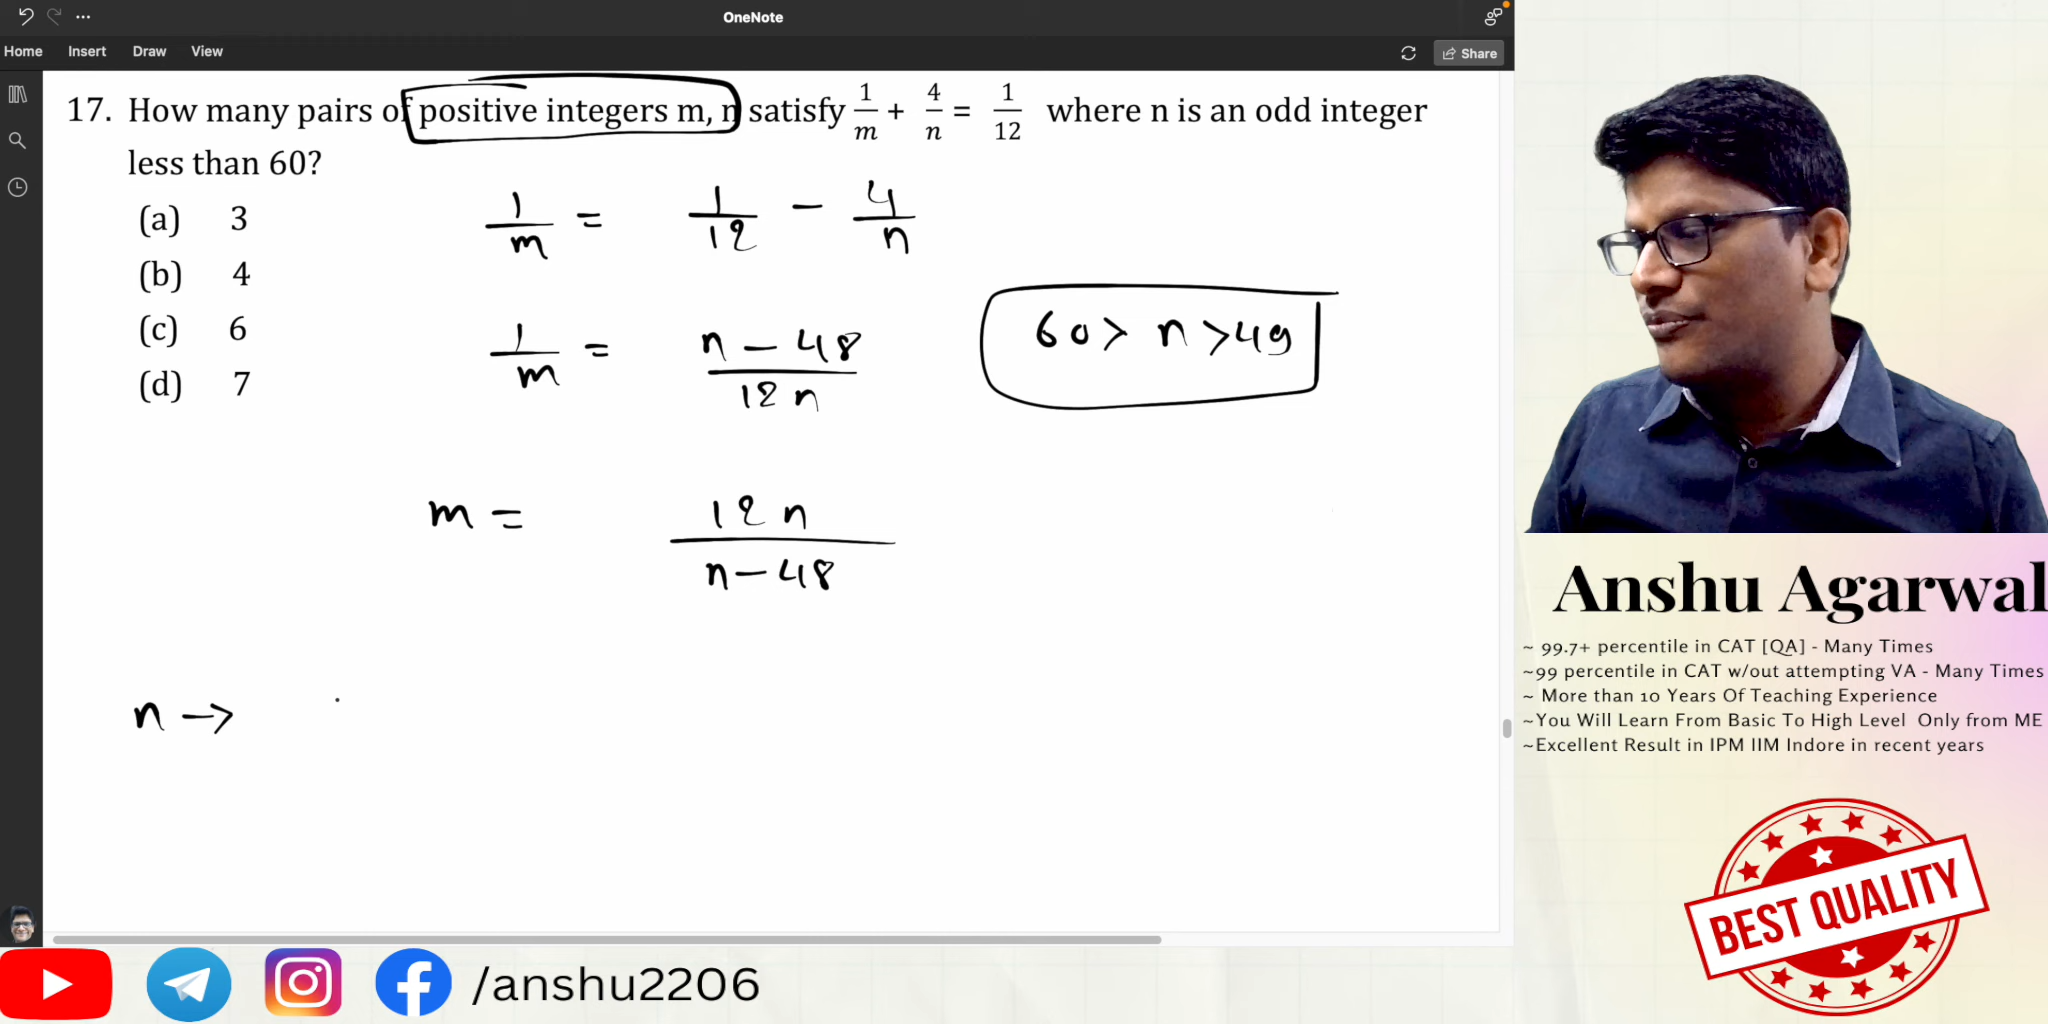 OneNote
Home Insert Draw View Share
17. How many pairs of positive integers m, n satisfy 1/m + 4/n = 1/12 where n is an odd integer
less than 60?
(a) 3
(b) 4
(c) 6
(d) 7
1/m = 1/12 - 4/n
1/m = n - 48/12n
60 > n > 49
m = 12n/n - 48
n →
Anshu Agarwal
~ 99.7+ percentile in CAT [QA] - Many Times
~99 percentile in CAT w/out attempting VA - Many Times
~ More than 10 Years Of Teaching Experience
~You Will Learn From Basic To High Level Only from ME
~Excellent Result in IPM IIM Indore in recent years
BEST QUALITY
/anshu2206